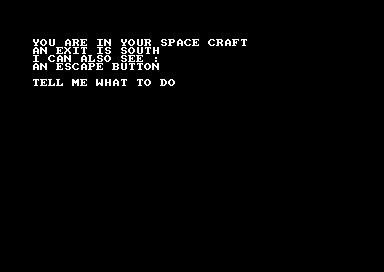 YOU ARE IN YOUR SPACE CRAFT
AN EXIT IS SOUTH
I CAN ALSO SEE :
AN ESCAPE BUTTON
TELL ME WHAT TO DO